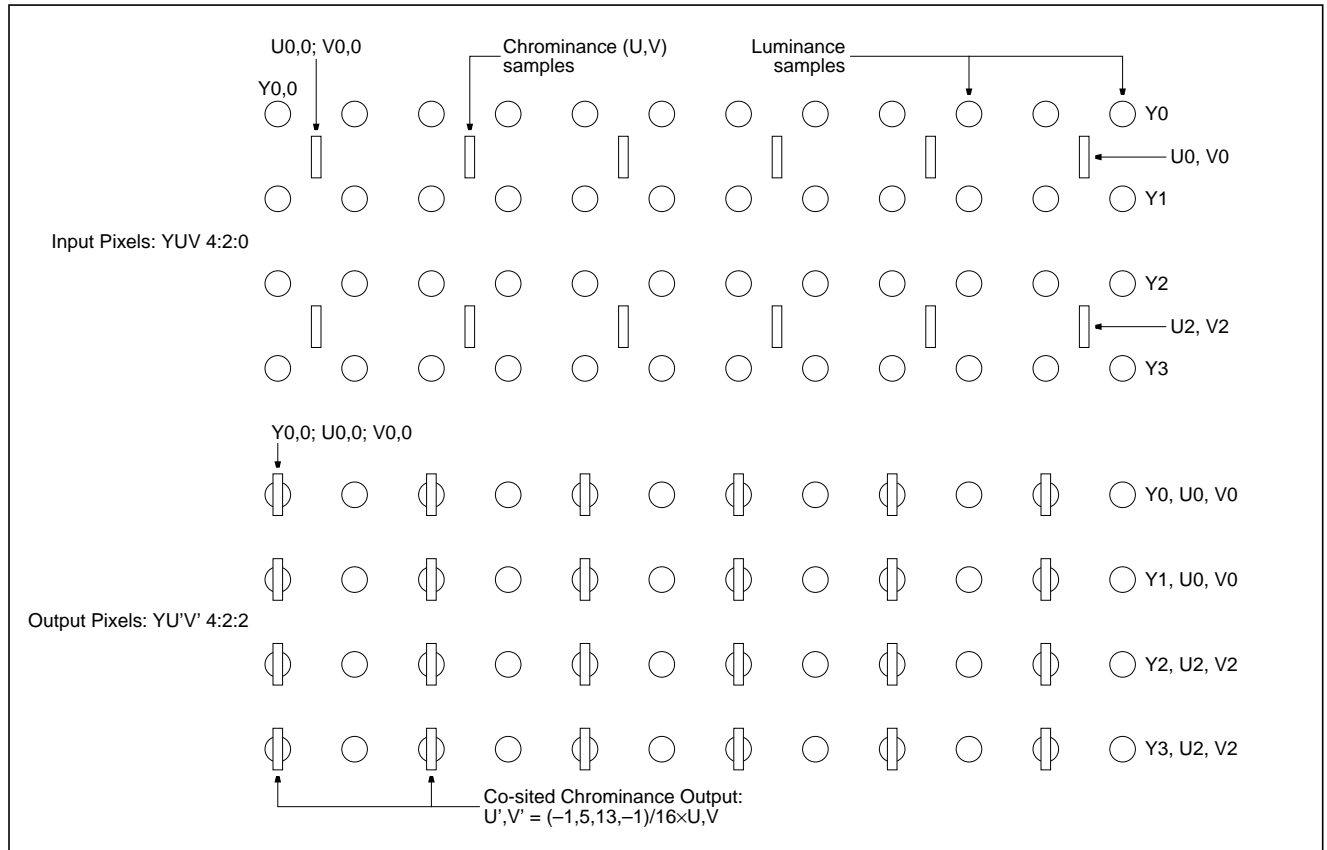 U0,0; V0,0
Chrominance (U,V)
samples
Luminance
samples
Y0,0
Y0
U0, V0
Y1
Input Pixels: YUV 4:2:0
Y2
U2, V2
Y3
Y0,0; U0,0; V0,0
Y0, U0, V0
Y1, U0, V0
Output Pixels: YU’V’ 4:2:2
Y2, U2, V2
Y3, U2, V2
Co-sited Chrominance Output:
U’,V’ = (–1,5,13,–1)/16×U,V